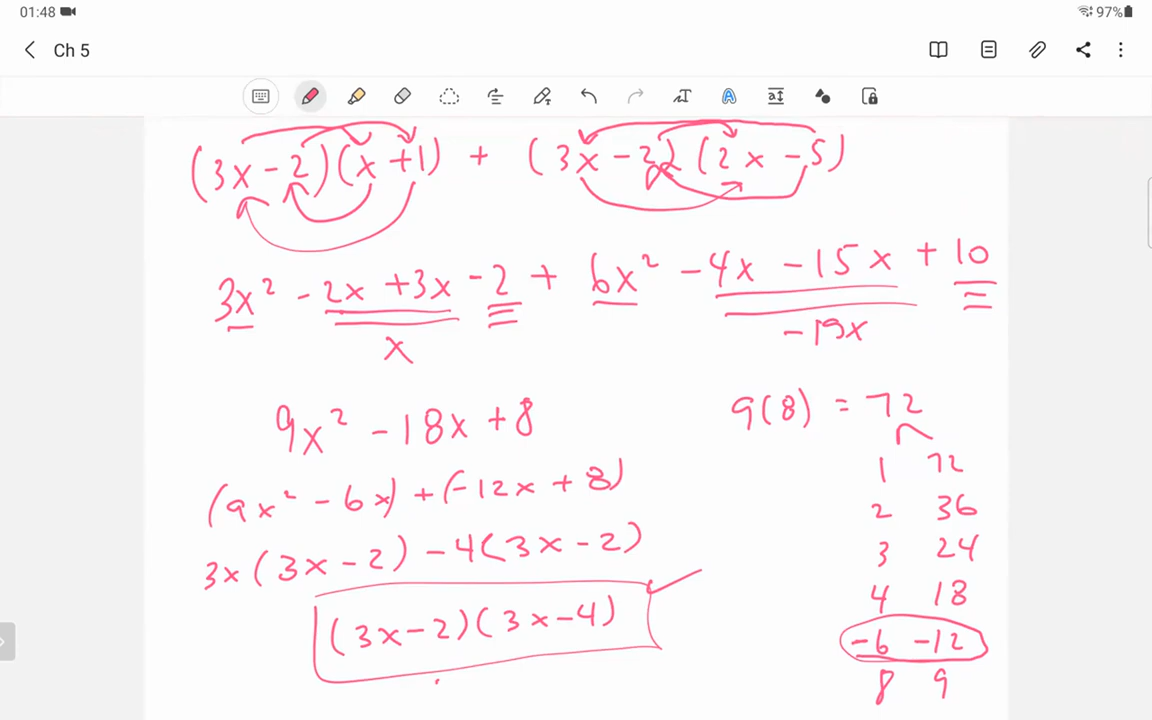 01:48 97%
Ch 5
(3x - 2)(x + 1) + (3x - 2)(2x - 5)
3x² - 2x + 3x - 2 + 6x² - 4x - 15x + 10
x -19x
9x² - 18x + 8
9(8) = 72
(9x² - 6x) + (-12x + 8)
3x(3x - 2) - 4(3x - 2)
(3x - 2)(3x - 4)
1 72
2 36
3 24
4 18
-6 -12
8 9